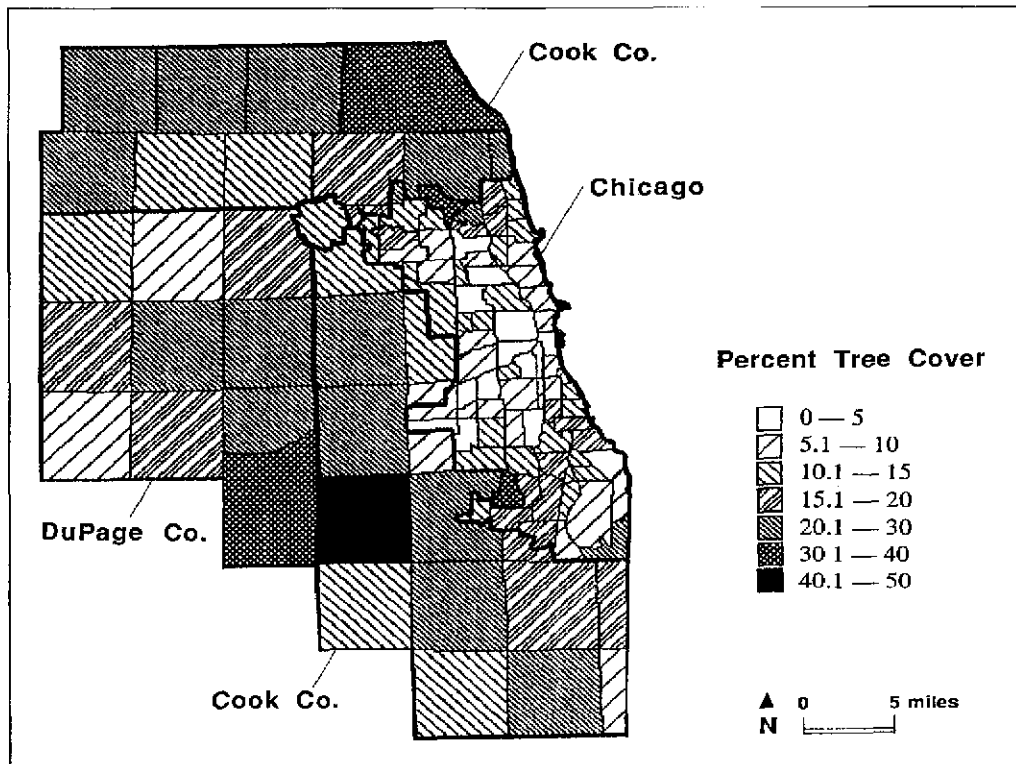 Cook Co.
Chicago
Percent Tree Cover
0 — 5
5.1 — 10
10.1 — 15
15.1 — 20
20.1 — 30
30 1 — 40
40.1 — 50
DuPage Co.
Cook Co.
0 5 miles
N